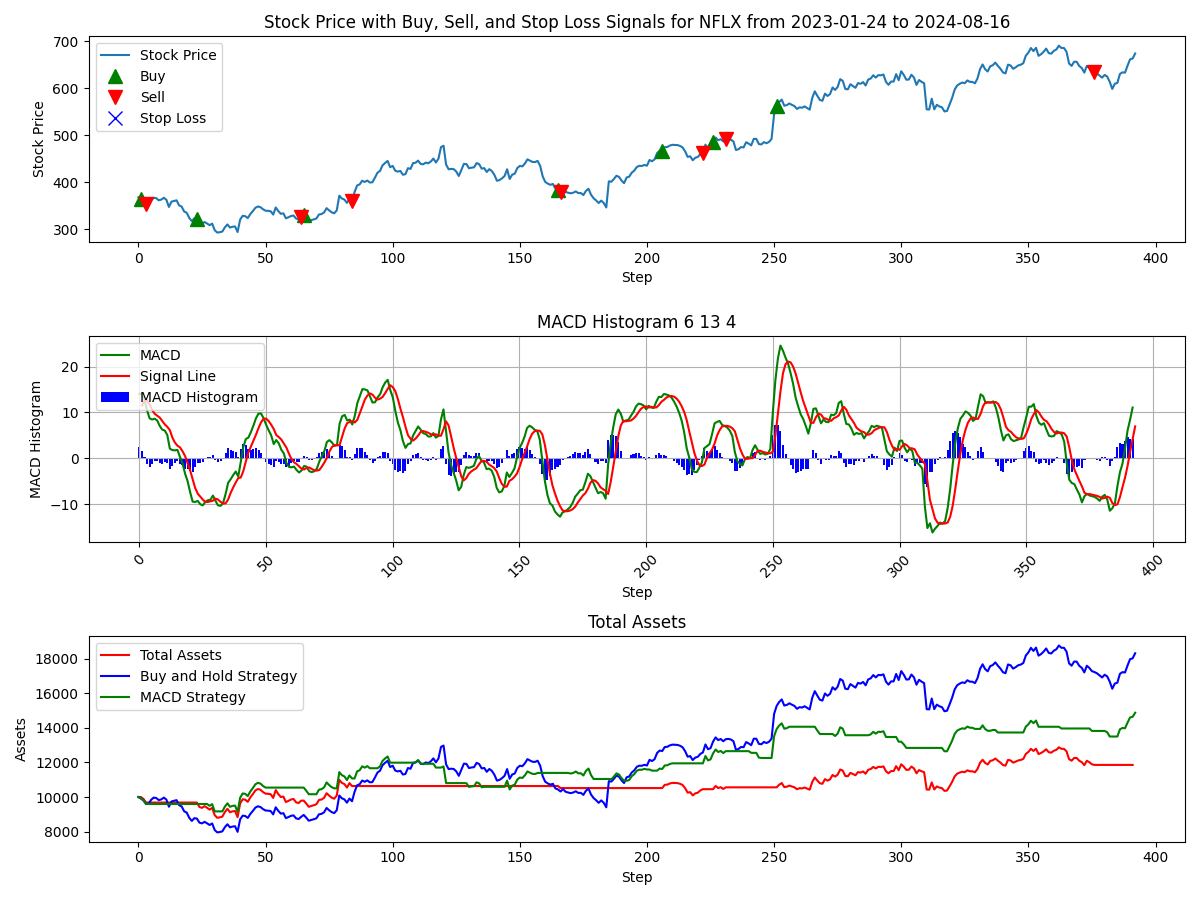 Stock Price with Buy, Sell, and Stop Loss Signals for NFLX from 2023-01-24 to 2024-08-16
700
600
500
400
300
Stock Price
Stock Price
Buy
Sell
Stop Loss
0 50 100 150 200 250 300 350 400
Step
MACD Histogram 6 13 4
20
10
0
−10
MACD Histogram
MACD
Signal Line
MACD Histogram
0 50 100 150 200 250 300 350 400
Step
Total Assets
18000
16000
14000
12000
10000
8000
Assets
Total Assets
Buy and Hold Strategy
MACD Strategy
0 50 100 150 200 250 300 350 400
Step